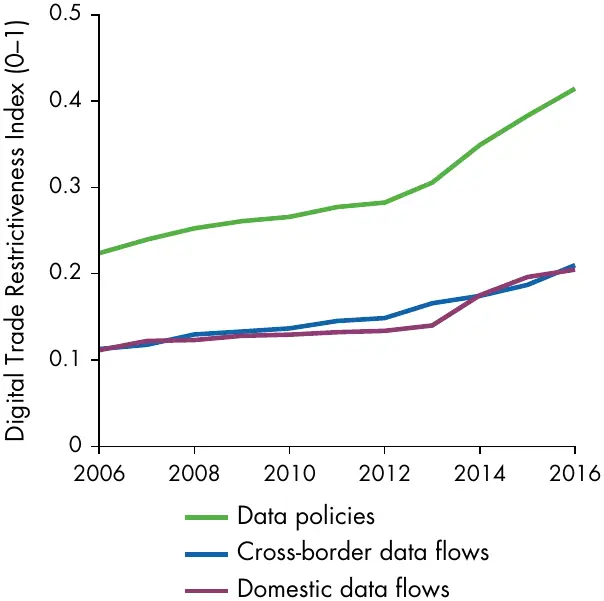 Digital Trade Restrictiveness Index (0–1)
0.5
0.4
0.3
0.2
0.1
0
2006 2008 2010 2012 2014 2016
Data policies
Cross-border data flows
Domestic data flows